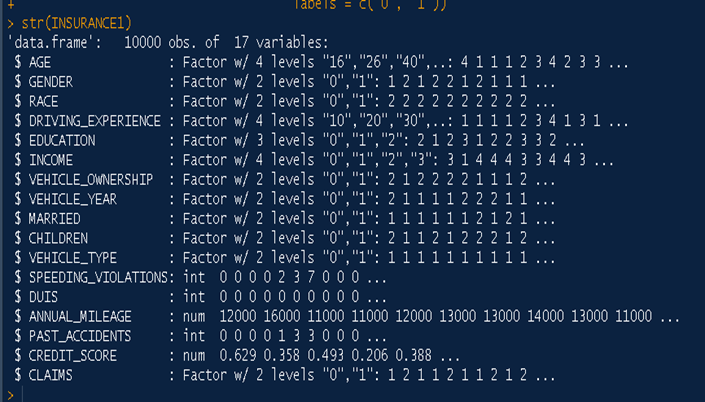 + labels = c("0", "1"))
> str(INSURANCE1)
'data.frame': 10000 obs. of 17 variables:
$ AGE : Factor w/ 4 levels "16","26","40",..: 4 1 1 1 2 3 4 2 3 3 ...
$ GENDER : Factor w/ 2 levels "0","1": 1 2 1 2 2 1 2 1 1 1 ...
$ RACE : Factor w/ 2 levels "0","1": 2 2 2 2 2 2 2 2 2 2 ...
$ DRIVING_EXPERIENCE : Factor w/ 4 levels "10","20","30",..: 1 1 1 1 2 3 4 1 3 1 ...
$ EDUCATION : Factor w/ 3 levels "0","1","2": 2 1 2 3 1 2 2 3 3 2 ...
$ INCOME : Factor w/ 4 levels "0","1","2","3": 3 1 4 4 4 3 3 4 4 3 ...
$ VEHICLE_OWNERSHIP : Factor w/ 2 levels "0","1": 2 1 2 2 2 2 1 1 1 2 ...
$ VEHICLE_YEAR : Factor w/ 2 levels "0","1": 2 1 1 1 1 1 2 2 1 1 ...
$ MARRIED : Factor w/ 2 levels "0","1": 1 1 1 1 1 1 2 1 2 1 ...
$ CHILDREN : Factor w/ 2 levels "0","1": 2 1 1 2 1 2 2 2 1 2 ...
$ VEHICLE_TYPE : Factor w/ 2 levels "0","1": 1 1 1 1 1 1 1 1 1 1 ...
$ SPEEDING_VIOLATIONS: int 0 0 0 0 2 3 7 0 0 0 ...
$ DUIS : int 0 0 0 0 0 0 0 0 0 0 ...
$ ANNUAL_MILEAGE : num 12000 16000 11000 11000 12000 13000 13000 14000 13000 11000 ...
$ PAST_ACCIDENTS : int 0 0 0 0 1 3 3 0 0 0 ...
$ CREDIT_SCORE : num 0.629 0.358 0.493 0.206 0.388 ...
$ CLAIMS : Factor w/ 2 levels "0","1": 1 2 1 1 2 1 1 2 1 2 ...
>